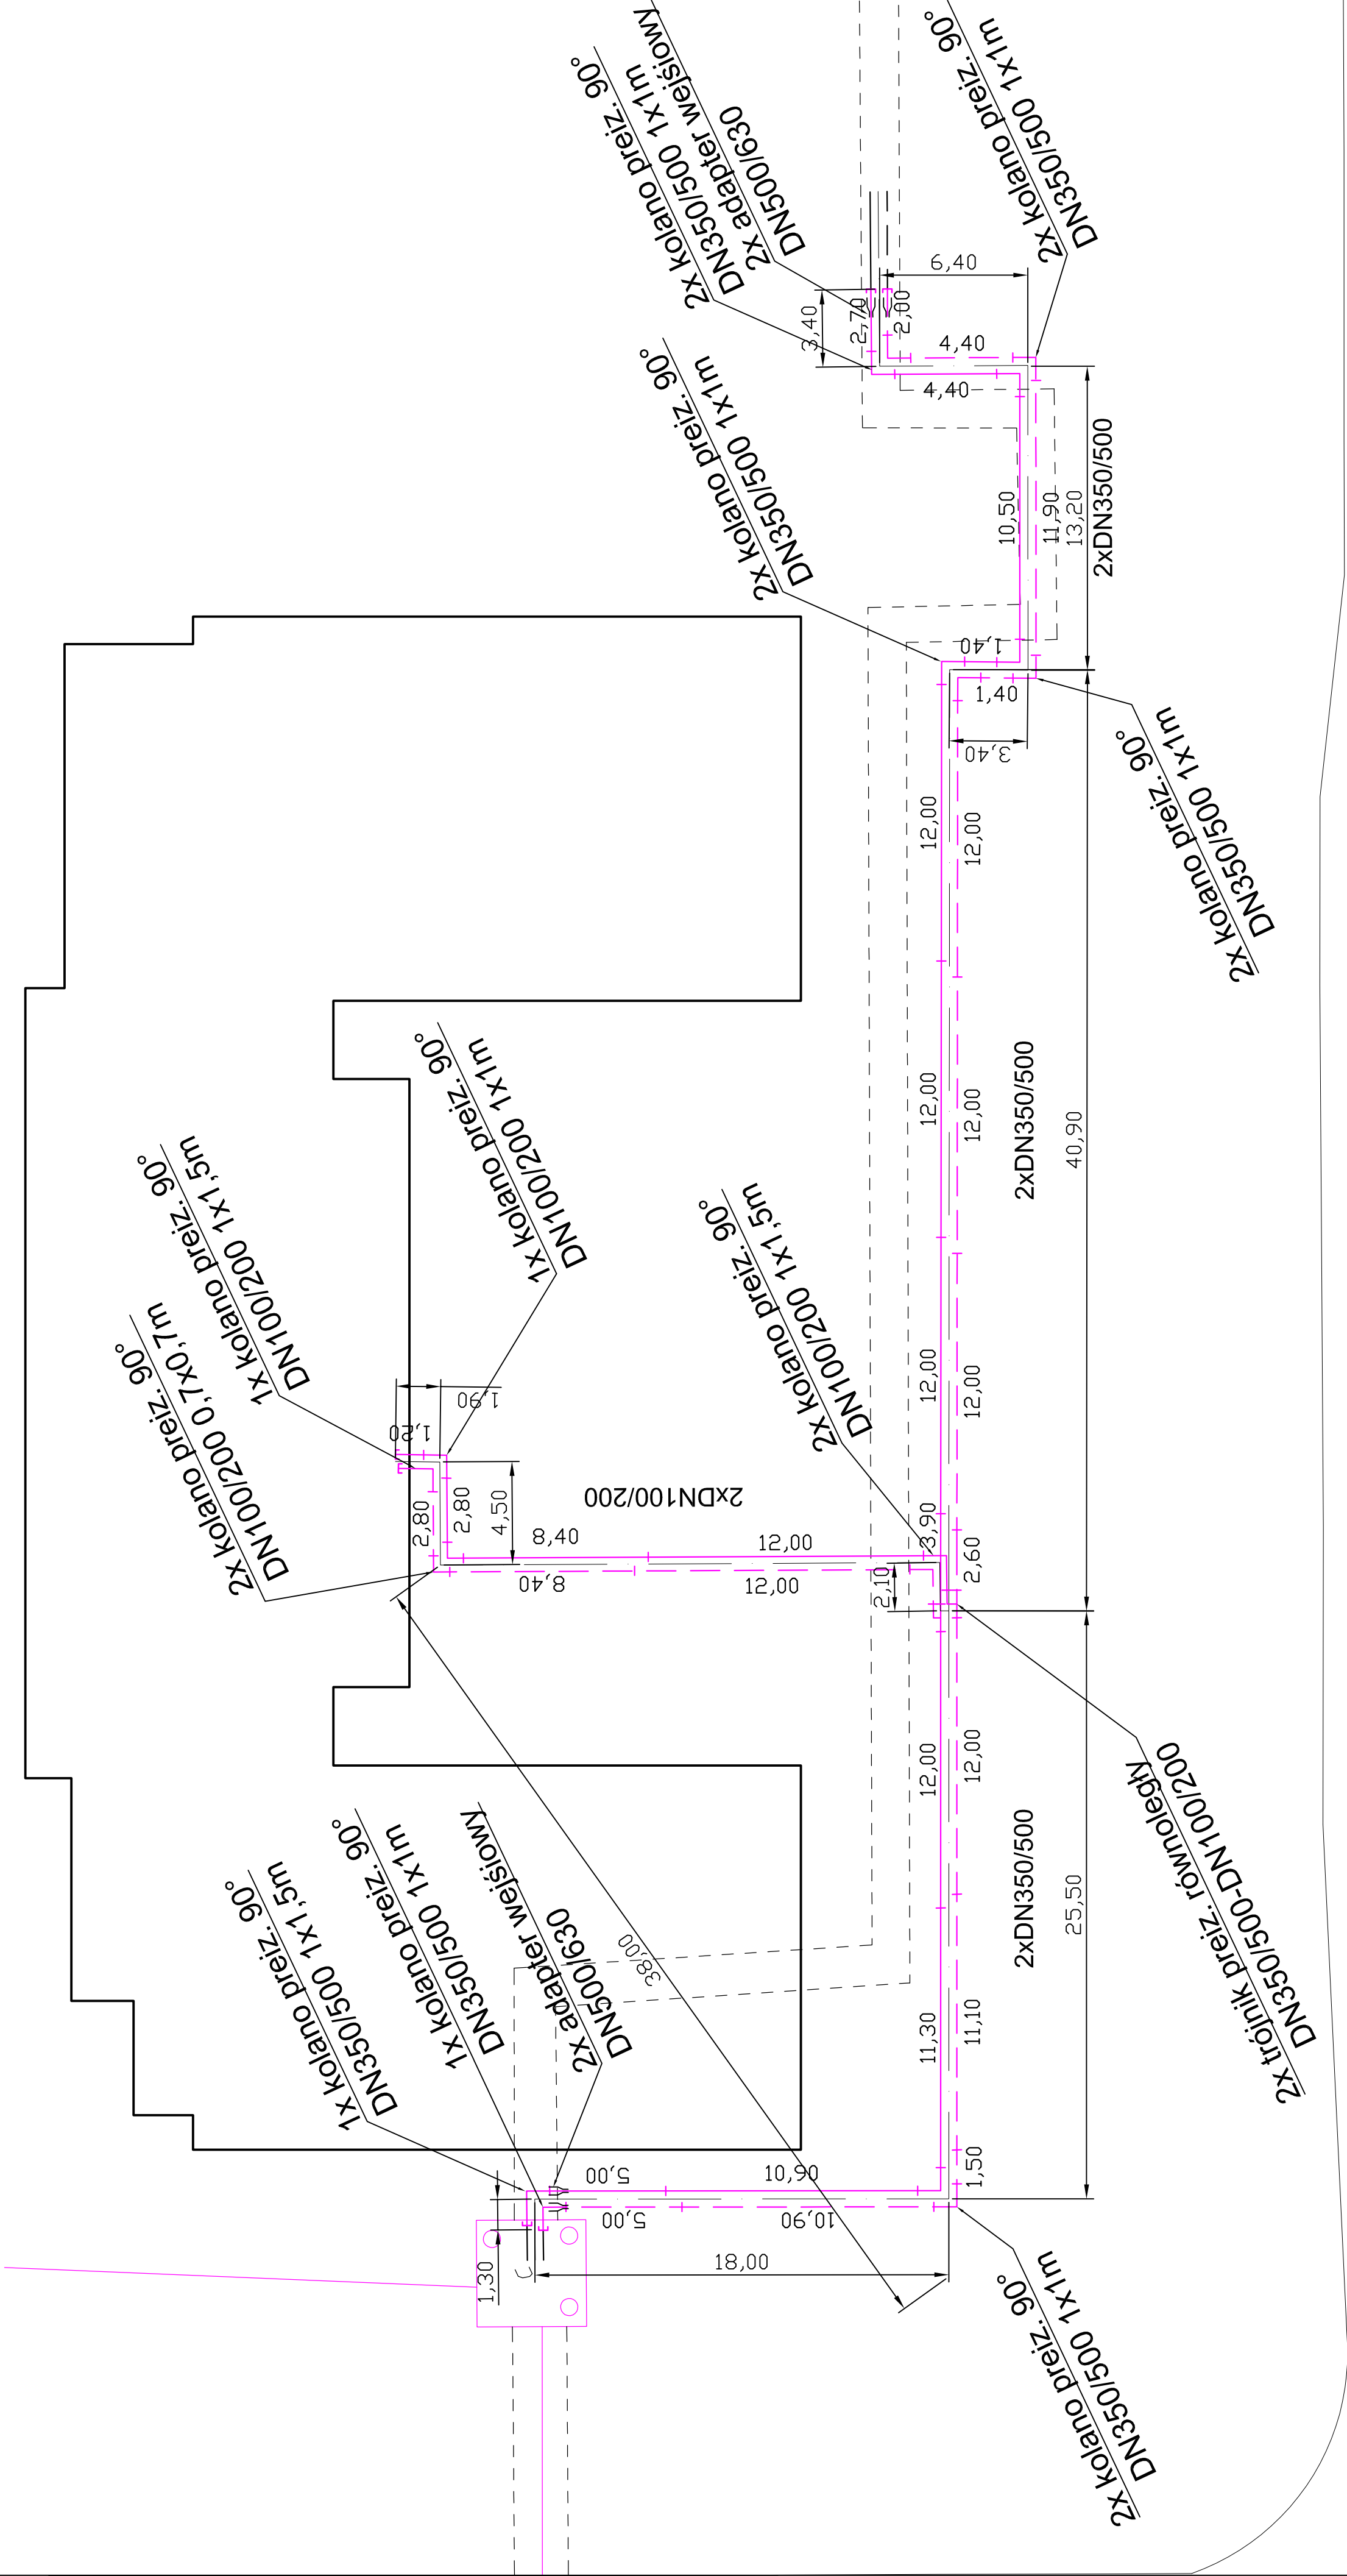 2x adapter wejsiowy
DN500/630
2x kolano preiz. 90°
DN350/500 1x1m
2x kolano preiz. 90°
DN350/500 1x1m
2x kolano preiz. 90°
DN350/500 1x1m
3,40
2,70
2,00
6,40
4,40
4,40
10,50
11,90
13,20
2xDN350/500
1,40
1,40
3,40
2x kolano preiz. 90°
DN350/500 1x1m
12,00
12,00
12,00
12,00
12,00
12,00
2xDN350/500
40,90
1x kolano preiz. 90°
DN100/200 1x1m
1x kolano preiz. 90°
DN100/200 1x1,5m
2x kolano preiz. 90°
DN100/200 0,7x0,7m
2x kolano preiz. 90°
DN100/200 1x1,5m
1,90
1,20
2,80
2,80
4,50
2xDN100/200
8,40
8,40
12,00
12,00
3,90
2,60
2,10
2x trójnik preiz. równoległy
DN350/500-DN100/200
12,00
12,00
2xDN350/500
25,50
11,30
11,10
1,50
38,00
2x adapter wejsiowy
DN500/630
1x kolano preiz. 90°
DN350/500 1x1m
1x kolano preiz. 90°
DN350/500 1x1,5m
5,00
5,00
10,90
10,90
1,30
18,00
2x kolano preiz. 90°
DN350/500 1x1m